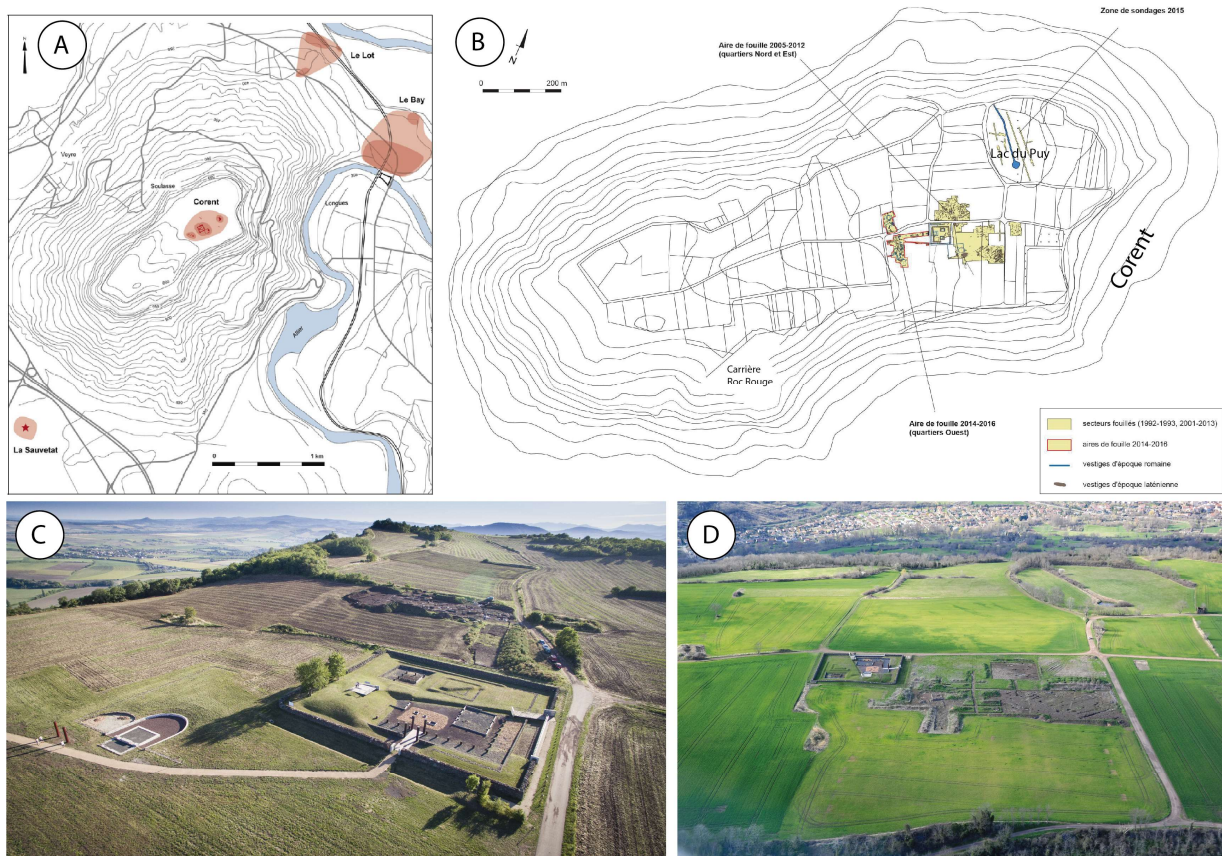 A
N
Le Lot
Le Bay
Veyre
Soulasse
Corent
Longues
Allier
La Sauvetat
0 1 km
B
N
0 200 m
Zone de sondages 2015
Aire de fouille 2005-2012
(quartiers Nord et Est)
Lac du Puy
Corent
Carrière
Roc Rouge
Aire de fouille 2014-2016
(quartiers Ouest)
secteurs fouillés (1992-1993, 2001-2013)
aires de fouille 2014-2016
vestiges d'époque romaine
vestiges d'époque laténienne
C
D